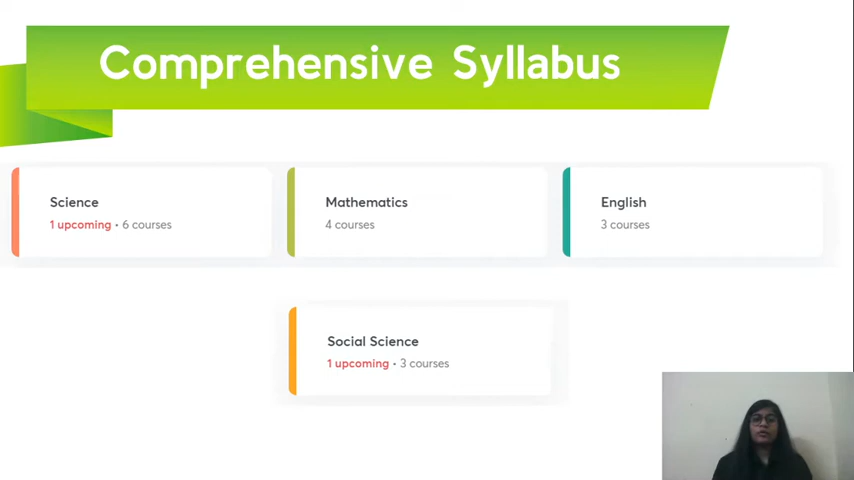 Comprehensive Syllabus
Science
1 upcoming • 6 courses
Mathematics
4 courses
English
3 courses
Social Science
1 upcoming • 3 courses